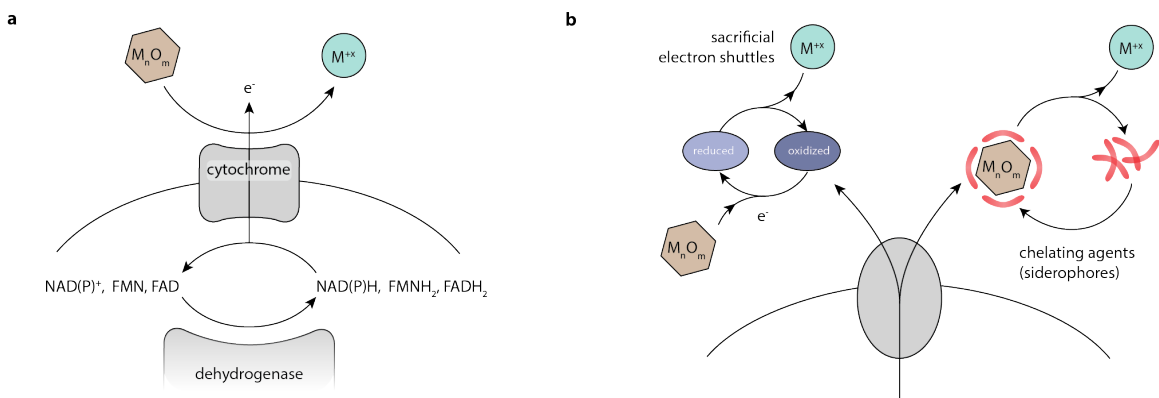 a
MnOm
M+x
e-
cytochrome
NAD(P)+, FMN, FAD
NAD(P)H, FMNH2, FADH2
dehydrogenase
b
sacrificial
electron shuttles
M+x
reduced
oxidized
e-
MnOm
M+x
MnOm
chelating agents
(siderophores)